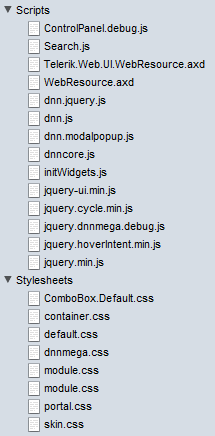 Scripts
ControlPanel.debug.js
Search.js
Telerik.Web.UI.WebResource.axd
WebResource.axd
dnn.jquery.js
dnn.js
dnn.modalpopup.js
dnncore.js
initWidgets.js
jquery-ui.min.js
jquery.cycle.min.js
jquery.dnnmega.debug.js
jquery.hoverIntent.min.js
jquery.min.js
Stylesheets
ComboBox.Default.css
container.css
default.css
dnnmega.css
module.css
module.css
portal.css
skin.css